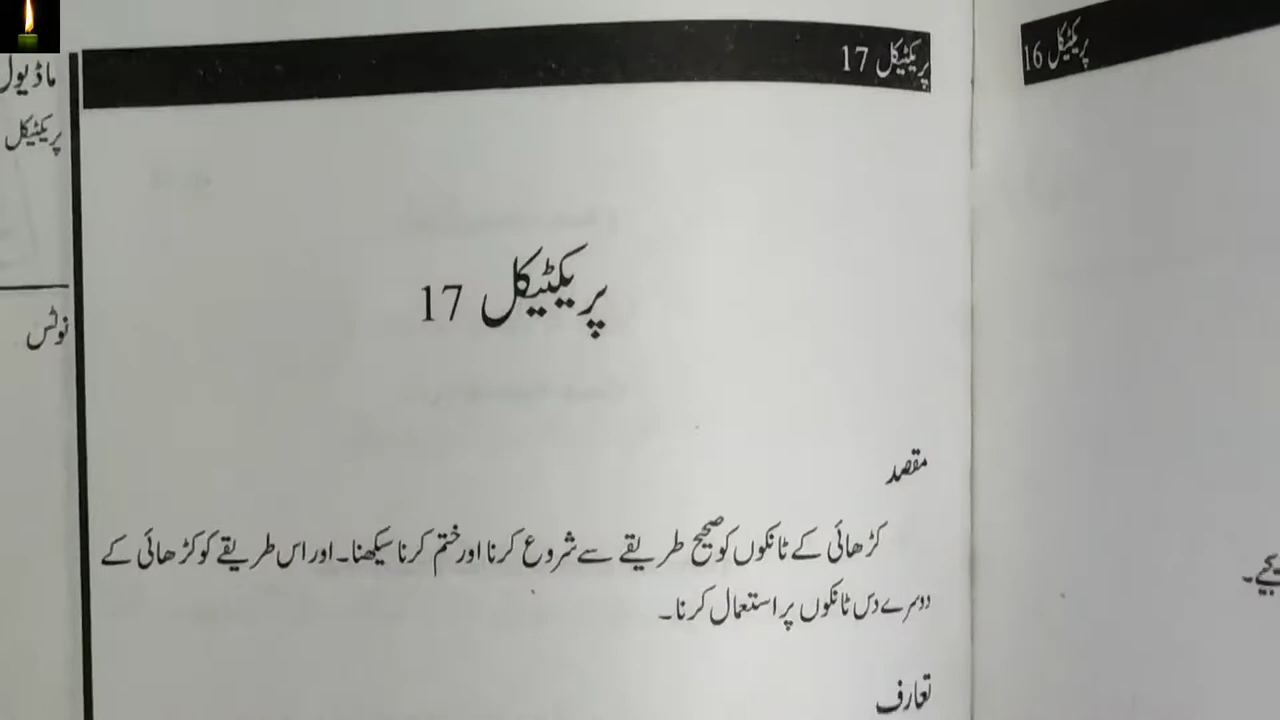 پریکٹیکل 16
پریکٹیکل 17
ماڈیول
پریکٹیکل
نوٹس
پریکٹیکل 17
مقصد
کڑھائی کے ٹانکوں کو صحیح طریقے سے شروع کرنا اور ختم کرنا سیکھنا۔ اور اس طریقے کو کڑھائی کے
دوسرے دس ٹانکوں پر استعمال کرنا۔
تعارف